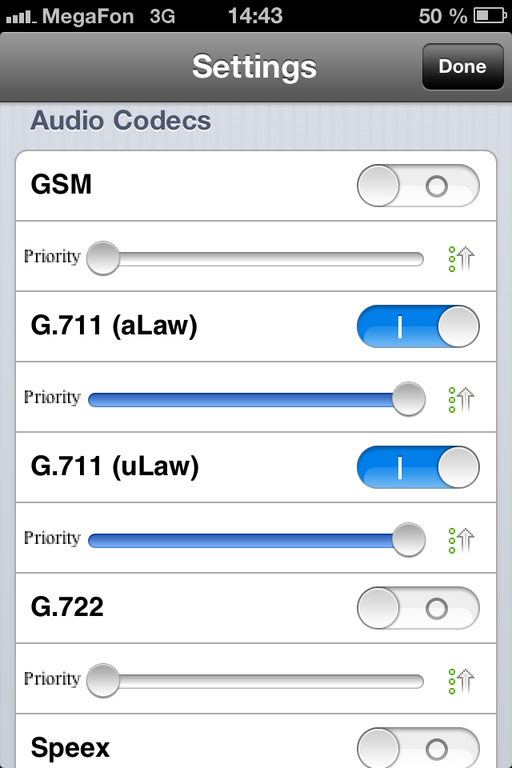 MegaFon 3G 14:43 50 %
Settings Done
Audio Codecs
GSM
Priority
G.711 (aLaw)
Priority
G.711 (uLaw)
Priority
G.722
Priority
Speex